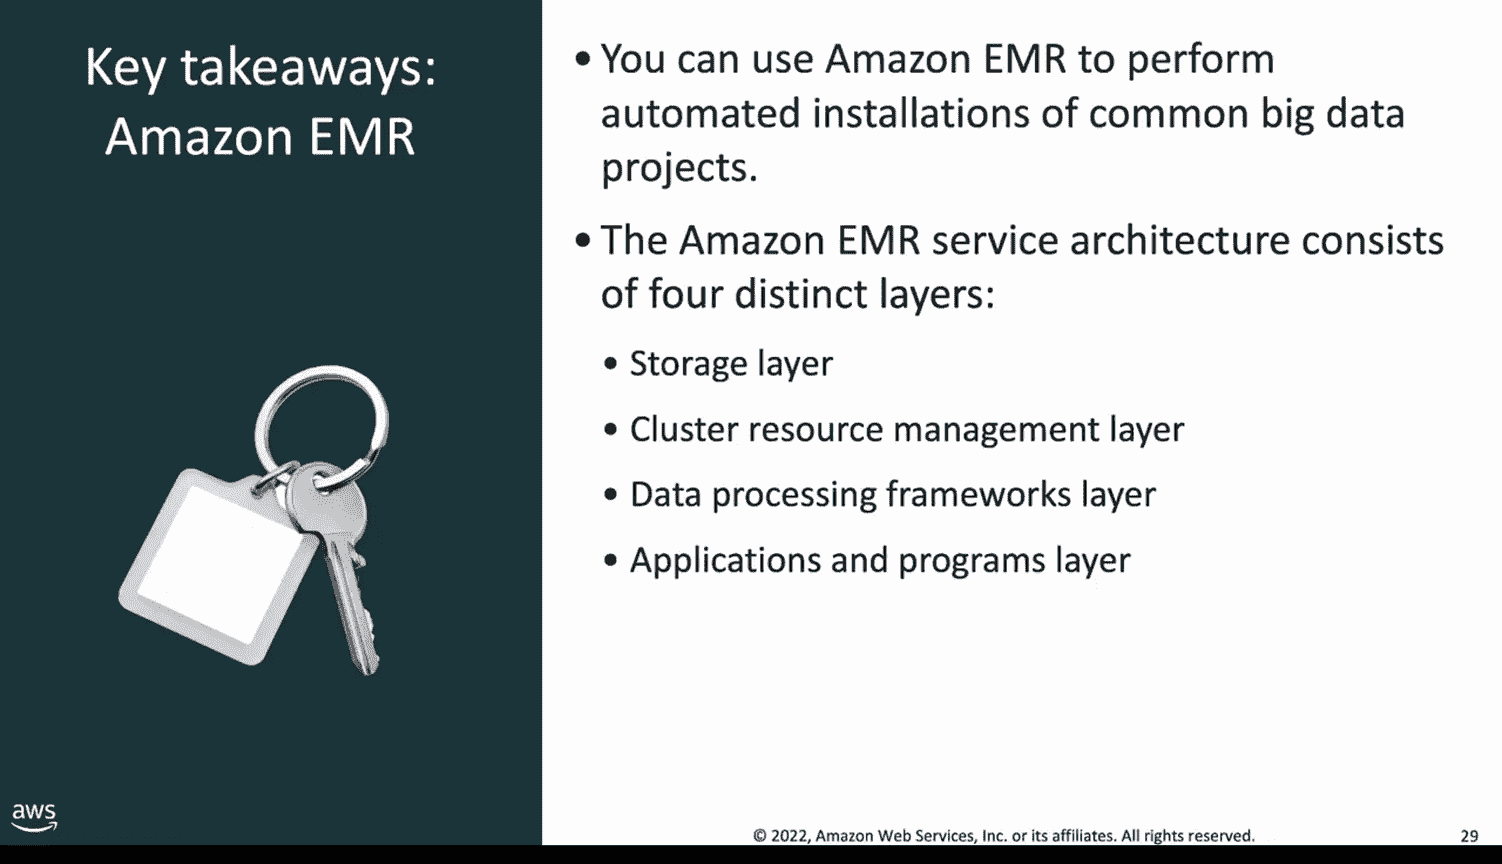 Key takeaways:
Amazon EMR
• You can use Amazon EMR to perform
automated installations of common big data
projects.
• The Amazon EMR service architecture consists
of four distinct layers:
• Storage layer
• Cluster resource management layer
• Data processing frameworks layer
• Applications and programs layer
aws
© 2022, Amazon Web Services, Inc. or its affiliates. All rights reserved.
29